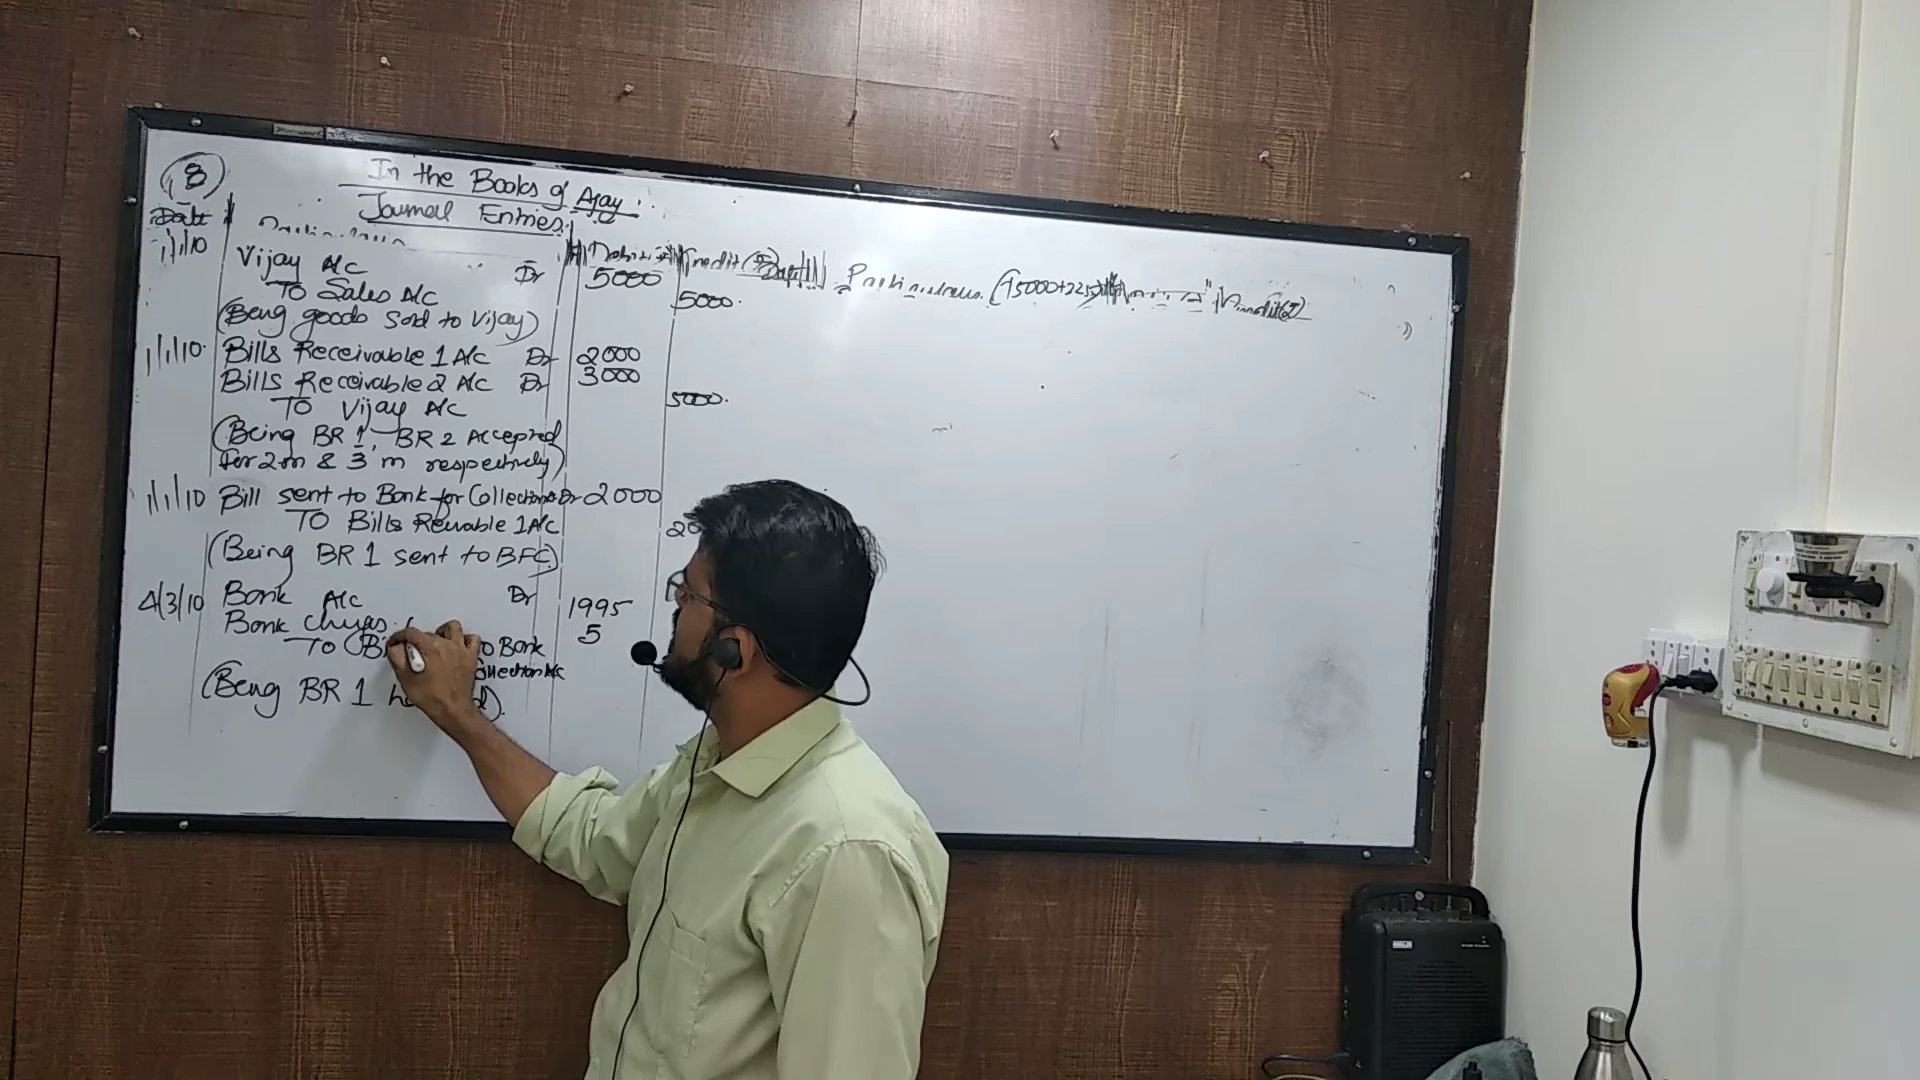 8
In the Books of Ajay
Journal Entries
Date
1/1/10 Vijay A/c Dr 5000
To Sales A/c 5000
(Being goods sold to Vijay)
1/1/10 Bills Receivable 1 A/c Dr 2000
Bills Receivable 2 A/c Dr 3000
To Vijay A/c 5000
(Being BR 1, BR 2 Accepted
for 2m & 3 m respectively)
1/1/10 Bill sent to Bank for Collection Dr 2000
To Bills 1 A/c
(Being BR 1 sent to BFC)
4/3/10 Bank A/c Dr 1995
Bank 5
To Bank
Collection A/c
(Being BR 1